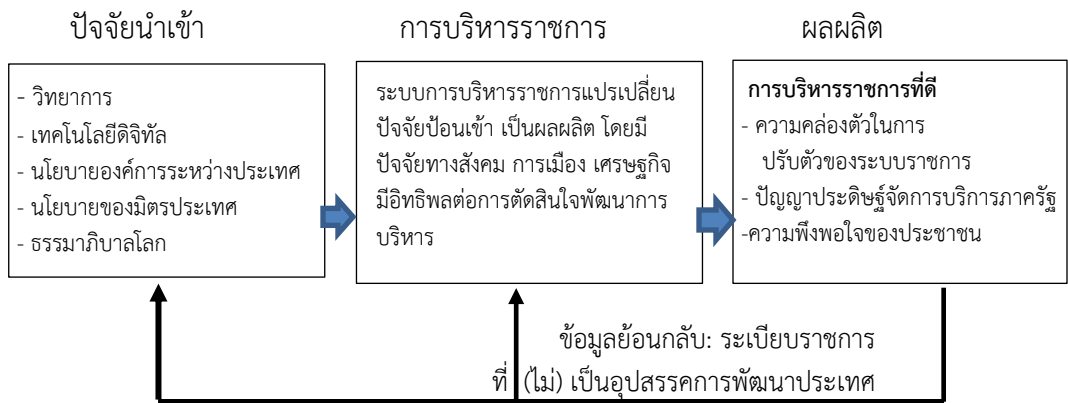 ปัจจัยนำเข้า
- วิทยาการ
- เทคโนโลยีดิจิทัล
- นโยบายองค์การระหว่างประเทศ
- นโยบายของมิตรประเทศ
- ธรรมาภิบาลโลก
การบริหารราชการ
ระบบการบริหารราชการแปรเปลี่ยน
ปัจจัยป้อนเข้า เป็นผลผลิต โดยมี
ปัจจัยทางสังคม การเมือง เศรษฐกิจ
มีอิทธิพลต่อการตัดสินใจพัฒนาการ
บริหาร
ผลผลิต
การบริหารราชการที่ดี
- ความคล่องตัวในการ
ปรับตัวของระบบราชการ
- ปัญญาประดิษฐ์จัดการบริการภาครัฐ
-ความพึงพอใจของประชาชน
ข้อมูลย้อนกลับ: ระเบียบราชการ
ที่ (ไม่) เป็นอุปสรรคการพัฒนาประเทศ